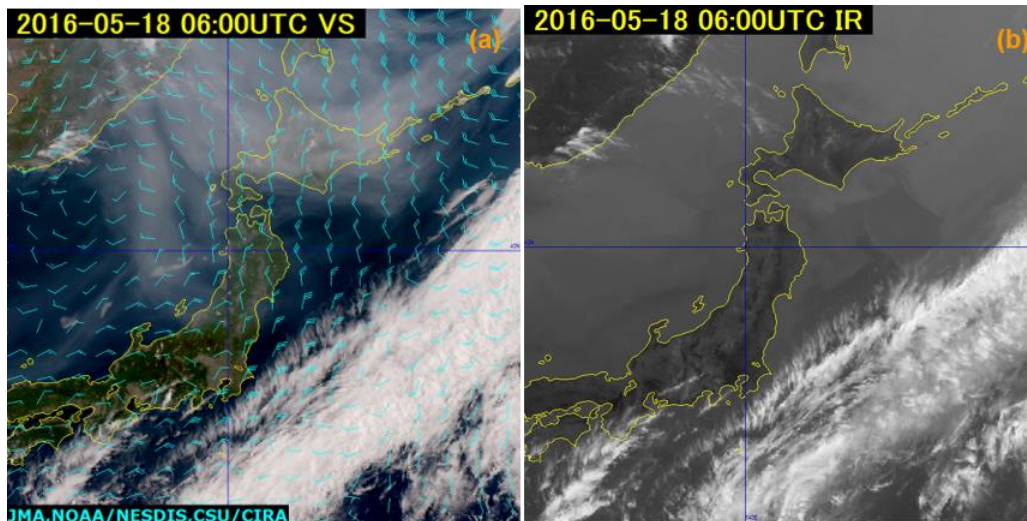 2016-05-18 06:00UTC VS
(a)
2016-05-18 06:00UTC IR
(b)
JMA,NOAA/NESDIS,CSU/CIRA